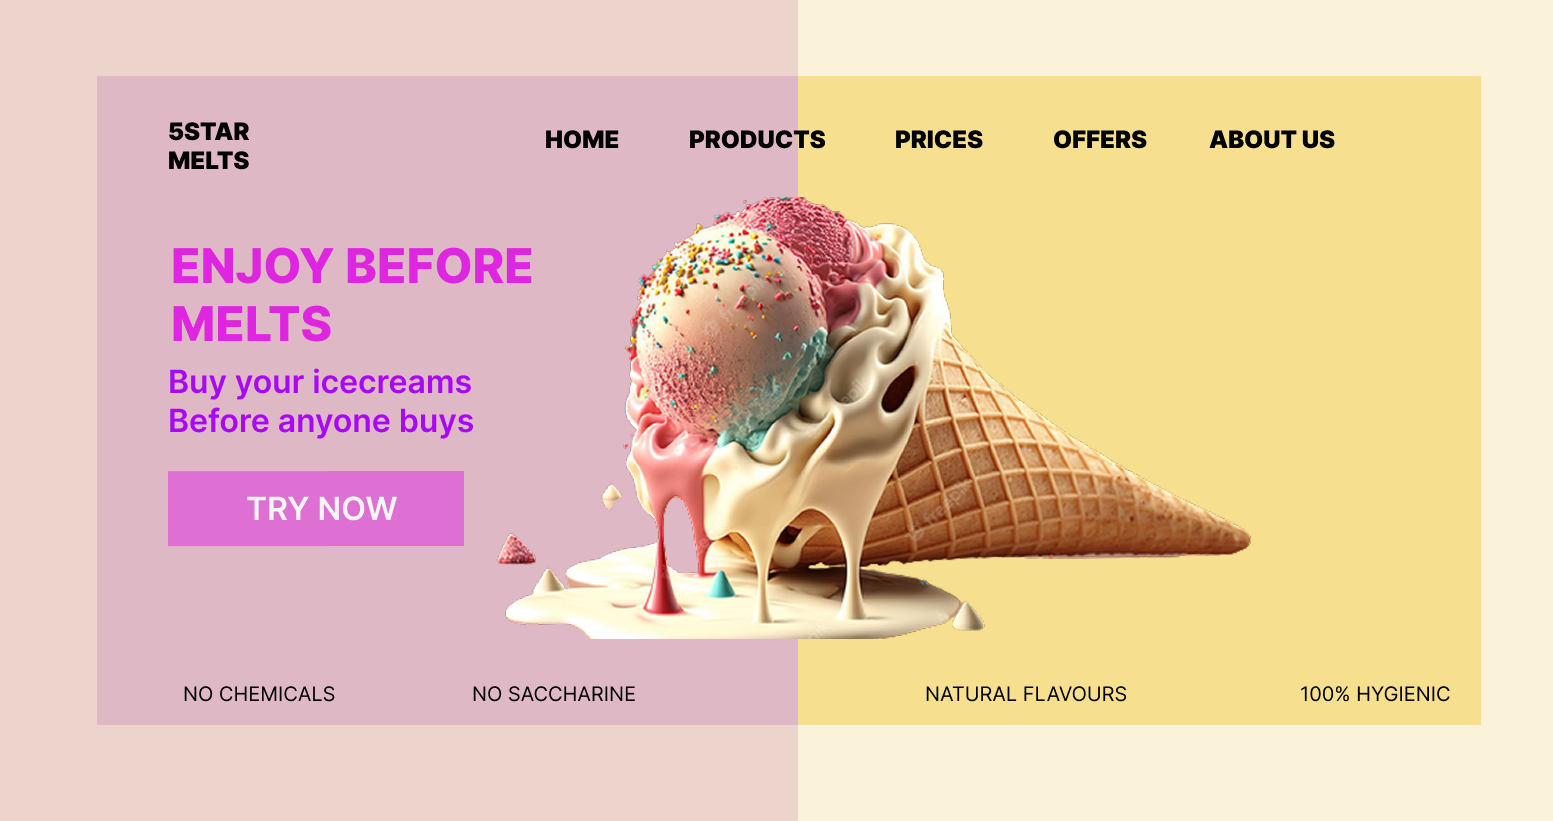 5STAR
MELTS
HOME
PRODUCTS
PRICES
OFFERS
ABOUT US
ENJOY BEFORE
MELTS
Buy your icecreams
Before anyone buys
TRY NOW
NO CHEMICALS
NO SACCHARINE
NATURAL FLAVOURS
100% HYGIENIC